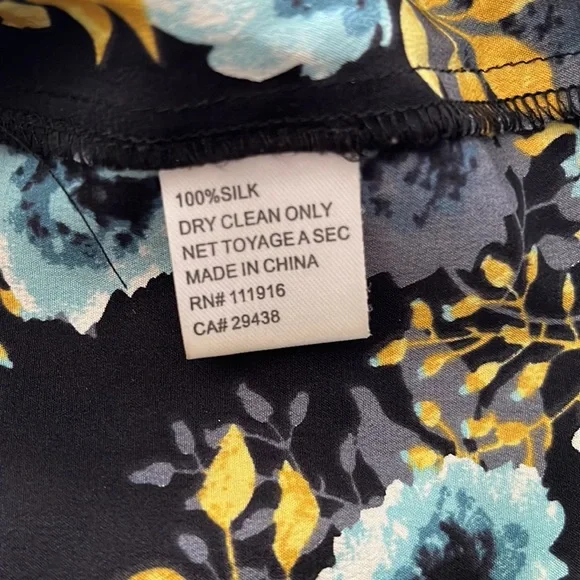 100%SILK
DRY CLEAN ONLY
NET TOYAGE A SEC
MADE IN CHINA
RN# 111916
CA# 29438